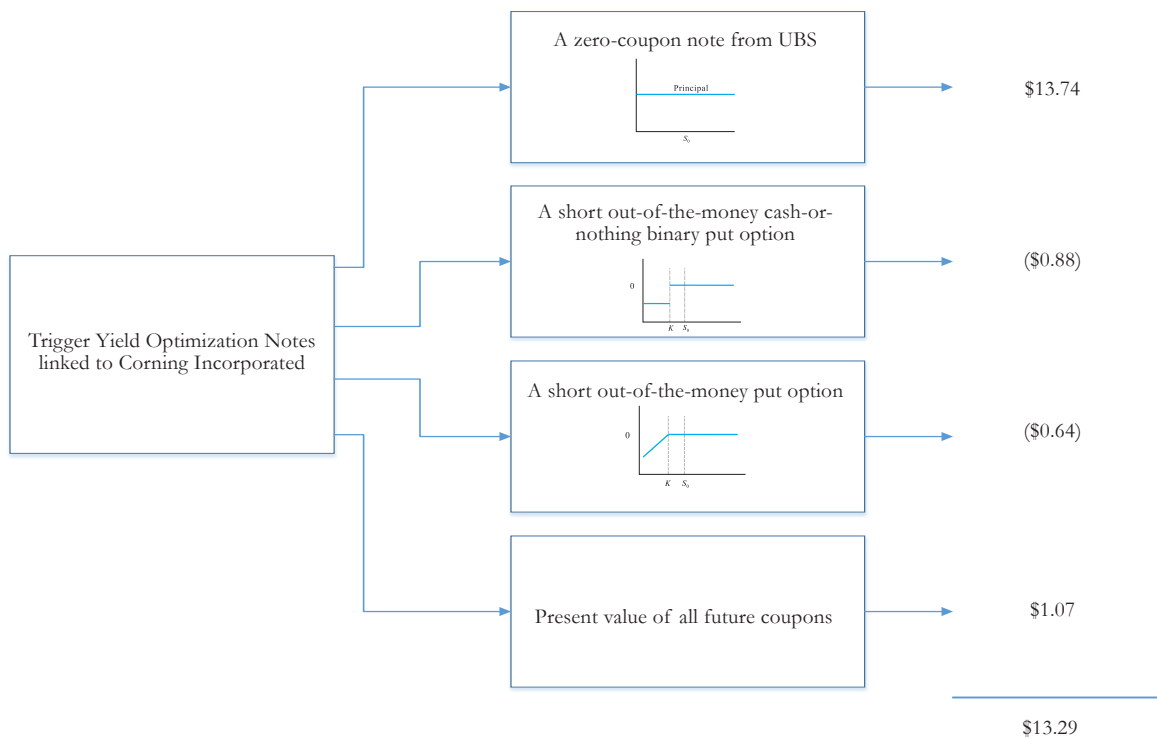 A zero-coupon note from UBS
Principal
S₀
$13.74
A short out-of-the-money cash-or-
nothing binary put option
0
K
S₀
($0.88)
Trigger Yield Optimization Notes
linked to Corning Incorporated
A short out-of-the-money put option
0
K
S₀
($0.64)
Present value of all future coupons
$1.07
$13.29